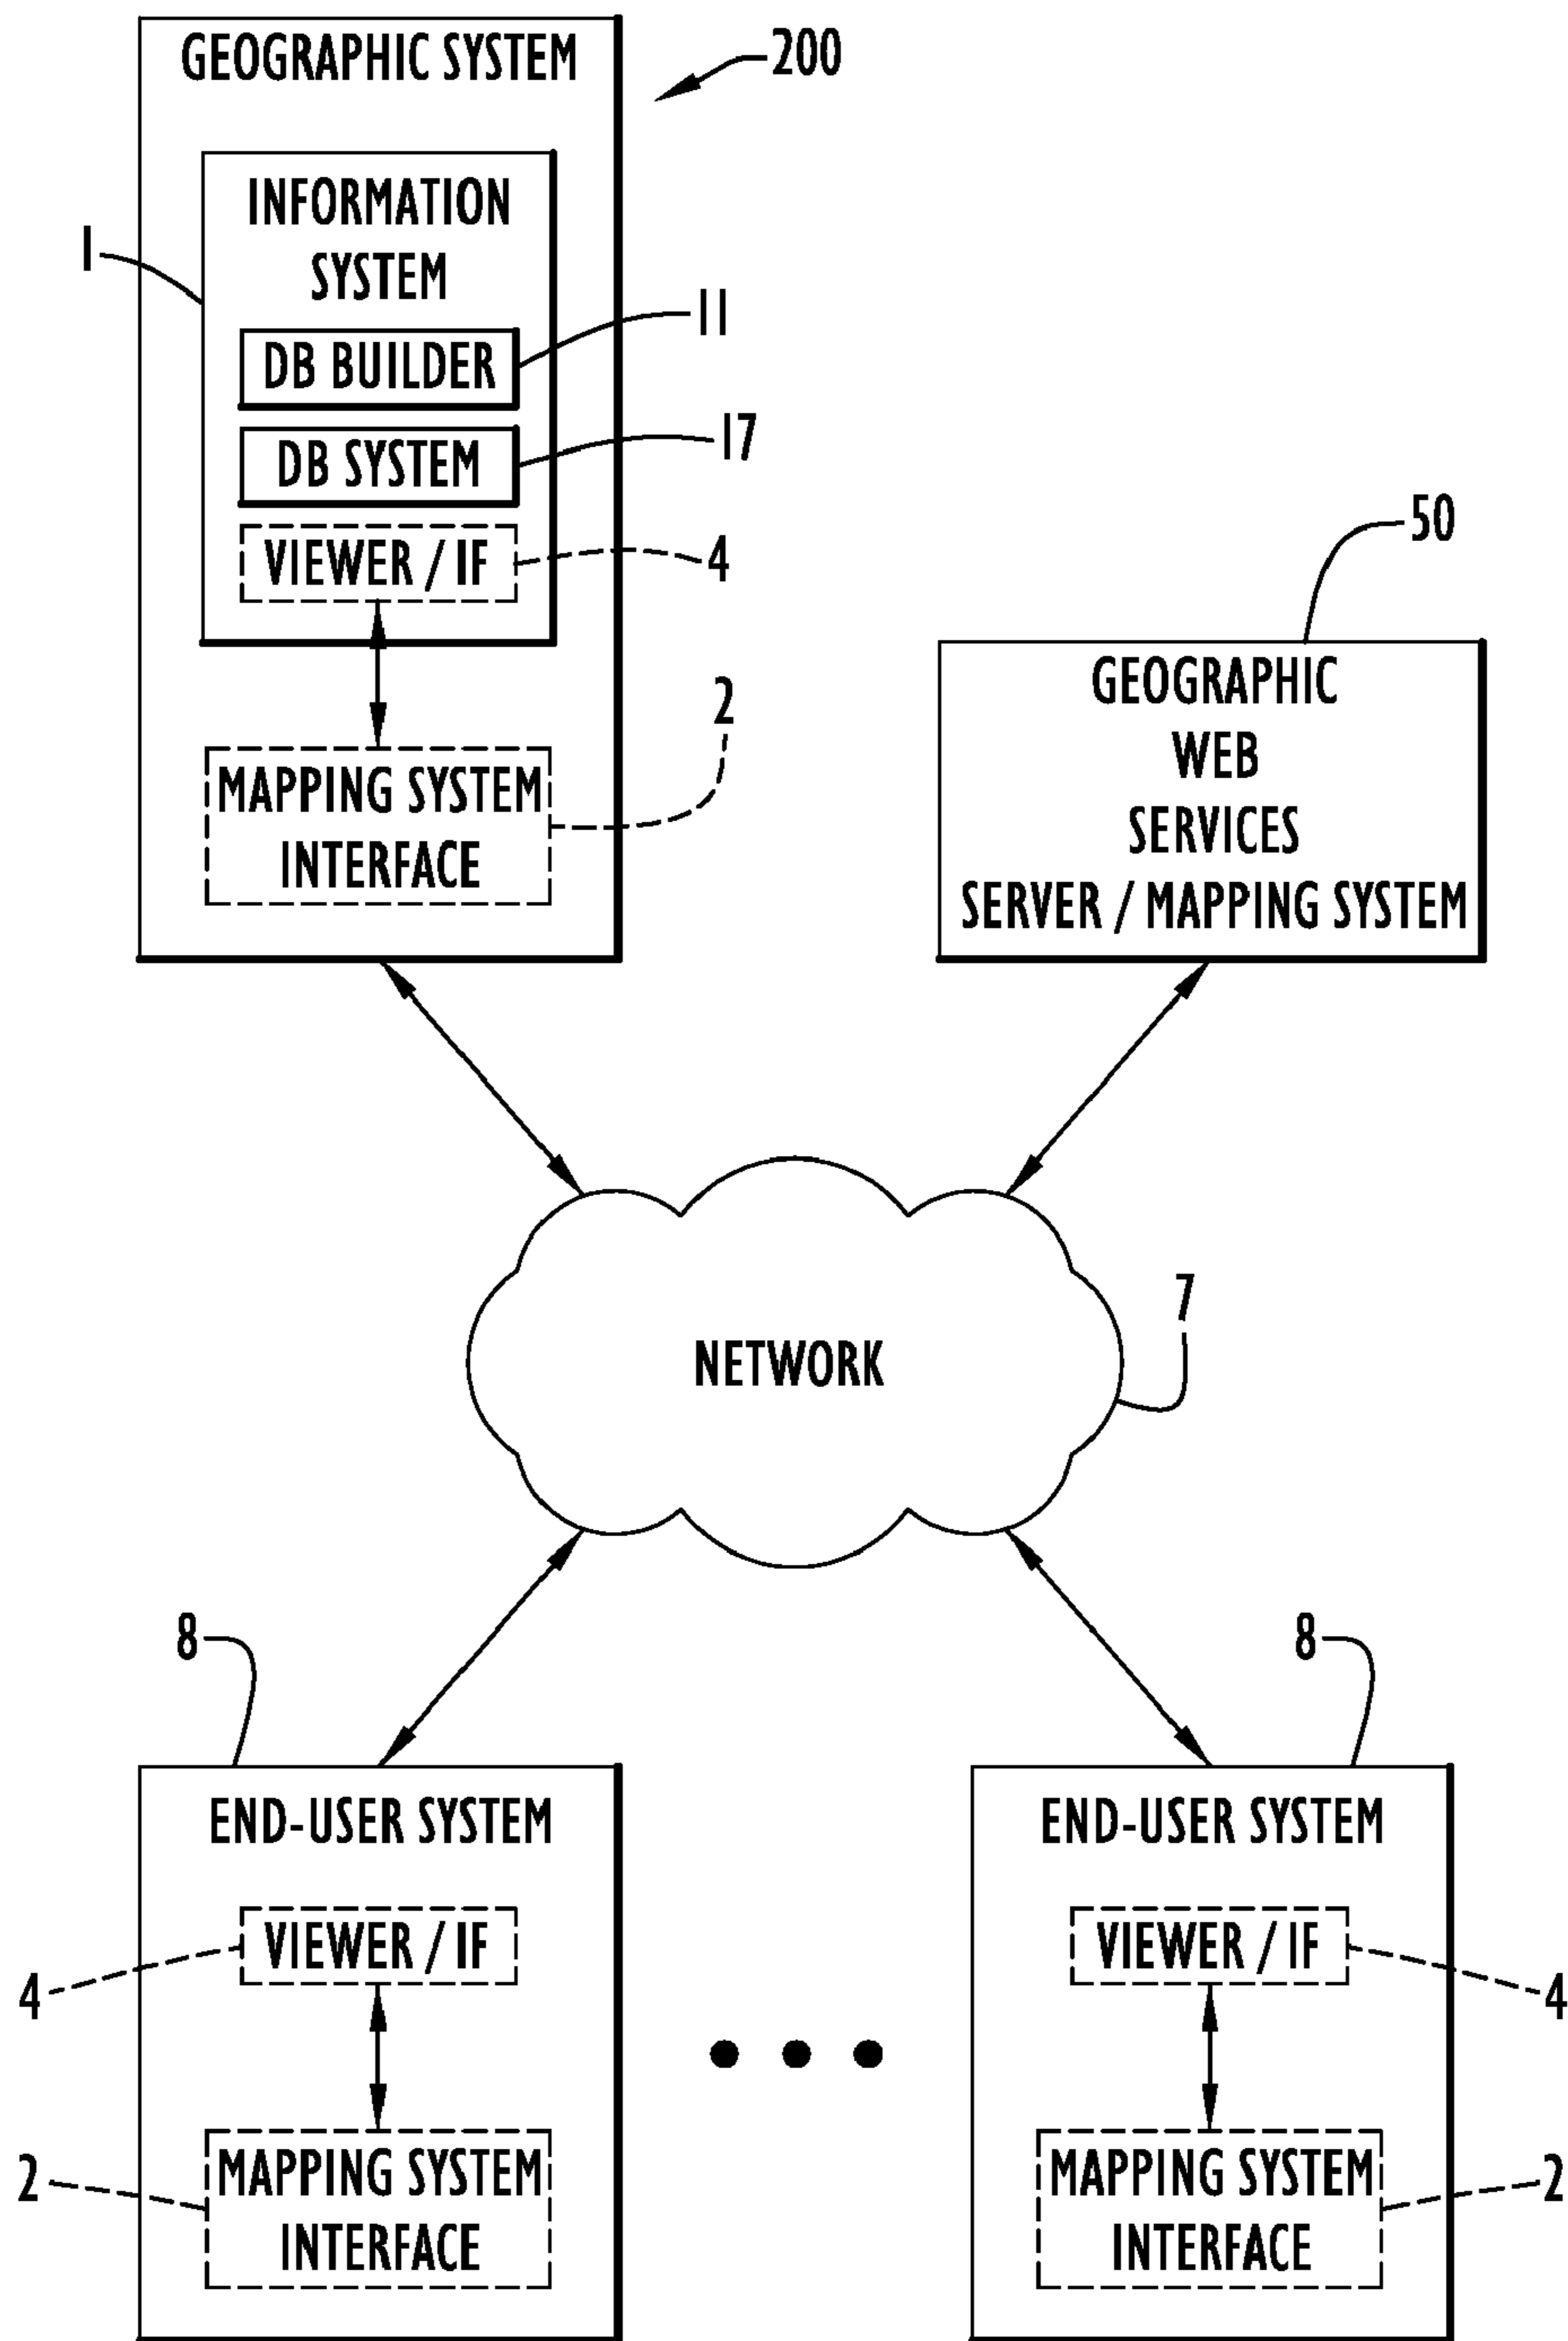 GEOGRAPHIC SYSTEM
200
INFORMATION
SYSTEM
1
11
DB BUILDER
17
DB SYSTEM
4
VIEWER / IF
2
MAPPING SYSTEM
INTERFACE
50
GEOGRAPHIC
WEB
SERVICES
SERVER / MAPPING SYSTEM
7
NETWORK
8
END-USER SYSTEM
VIEWER / IF
4
MAPPING SYSTEM
INTERFACE
2
8
END-USER SYSTEM
VIEWER / IF
4
MAPPING SYSTEM
INTERFACE
2